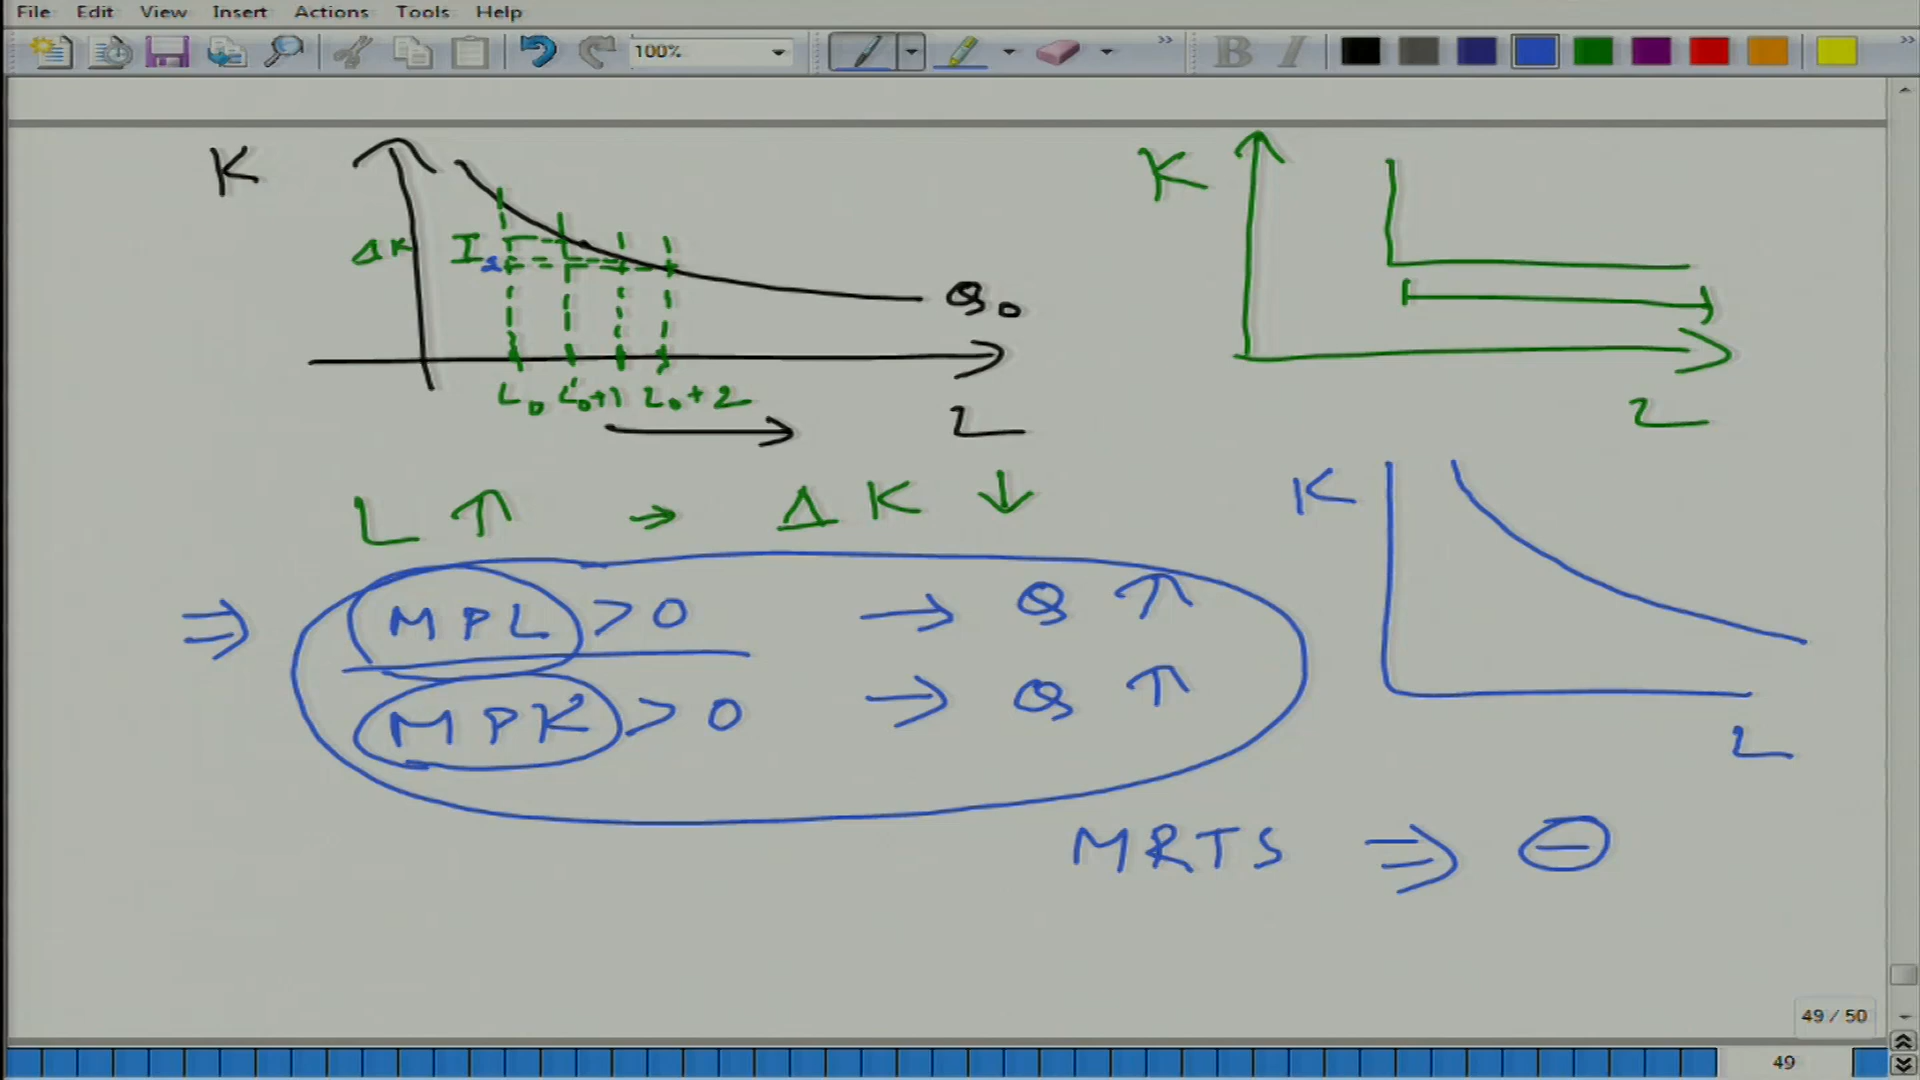 File Edit View Insert Actions Tools Help
100%
K
ΔK
Q₀
L₀ L₀+1 L₀+2
L
K
L
L ↑ → ΔK ↓
⇒ MPL > 0 → Q ↑
MPK > 0 → Q ↑
K
L
MRTS ⇒ ⊖
49 / 50
49